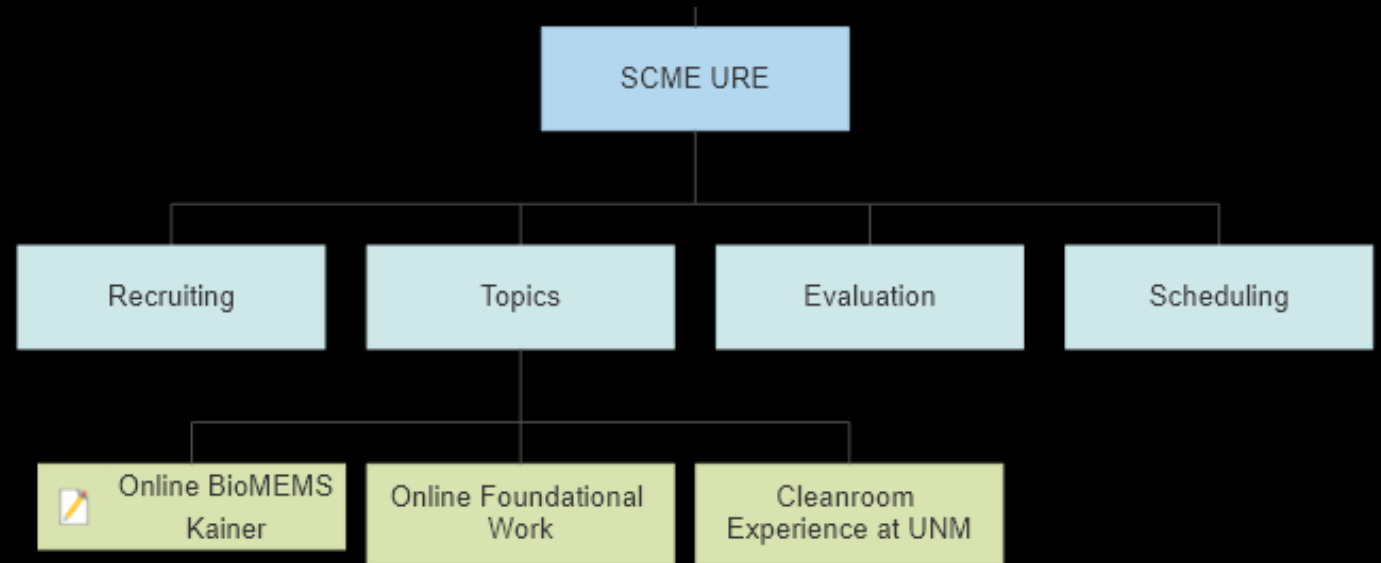 SCME URE
Recruiting
Topics
Evaluation
Scheduling
Online BioMEMS
Kainer
Online Foundational
Work
Cleanroom
Experience at UNM